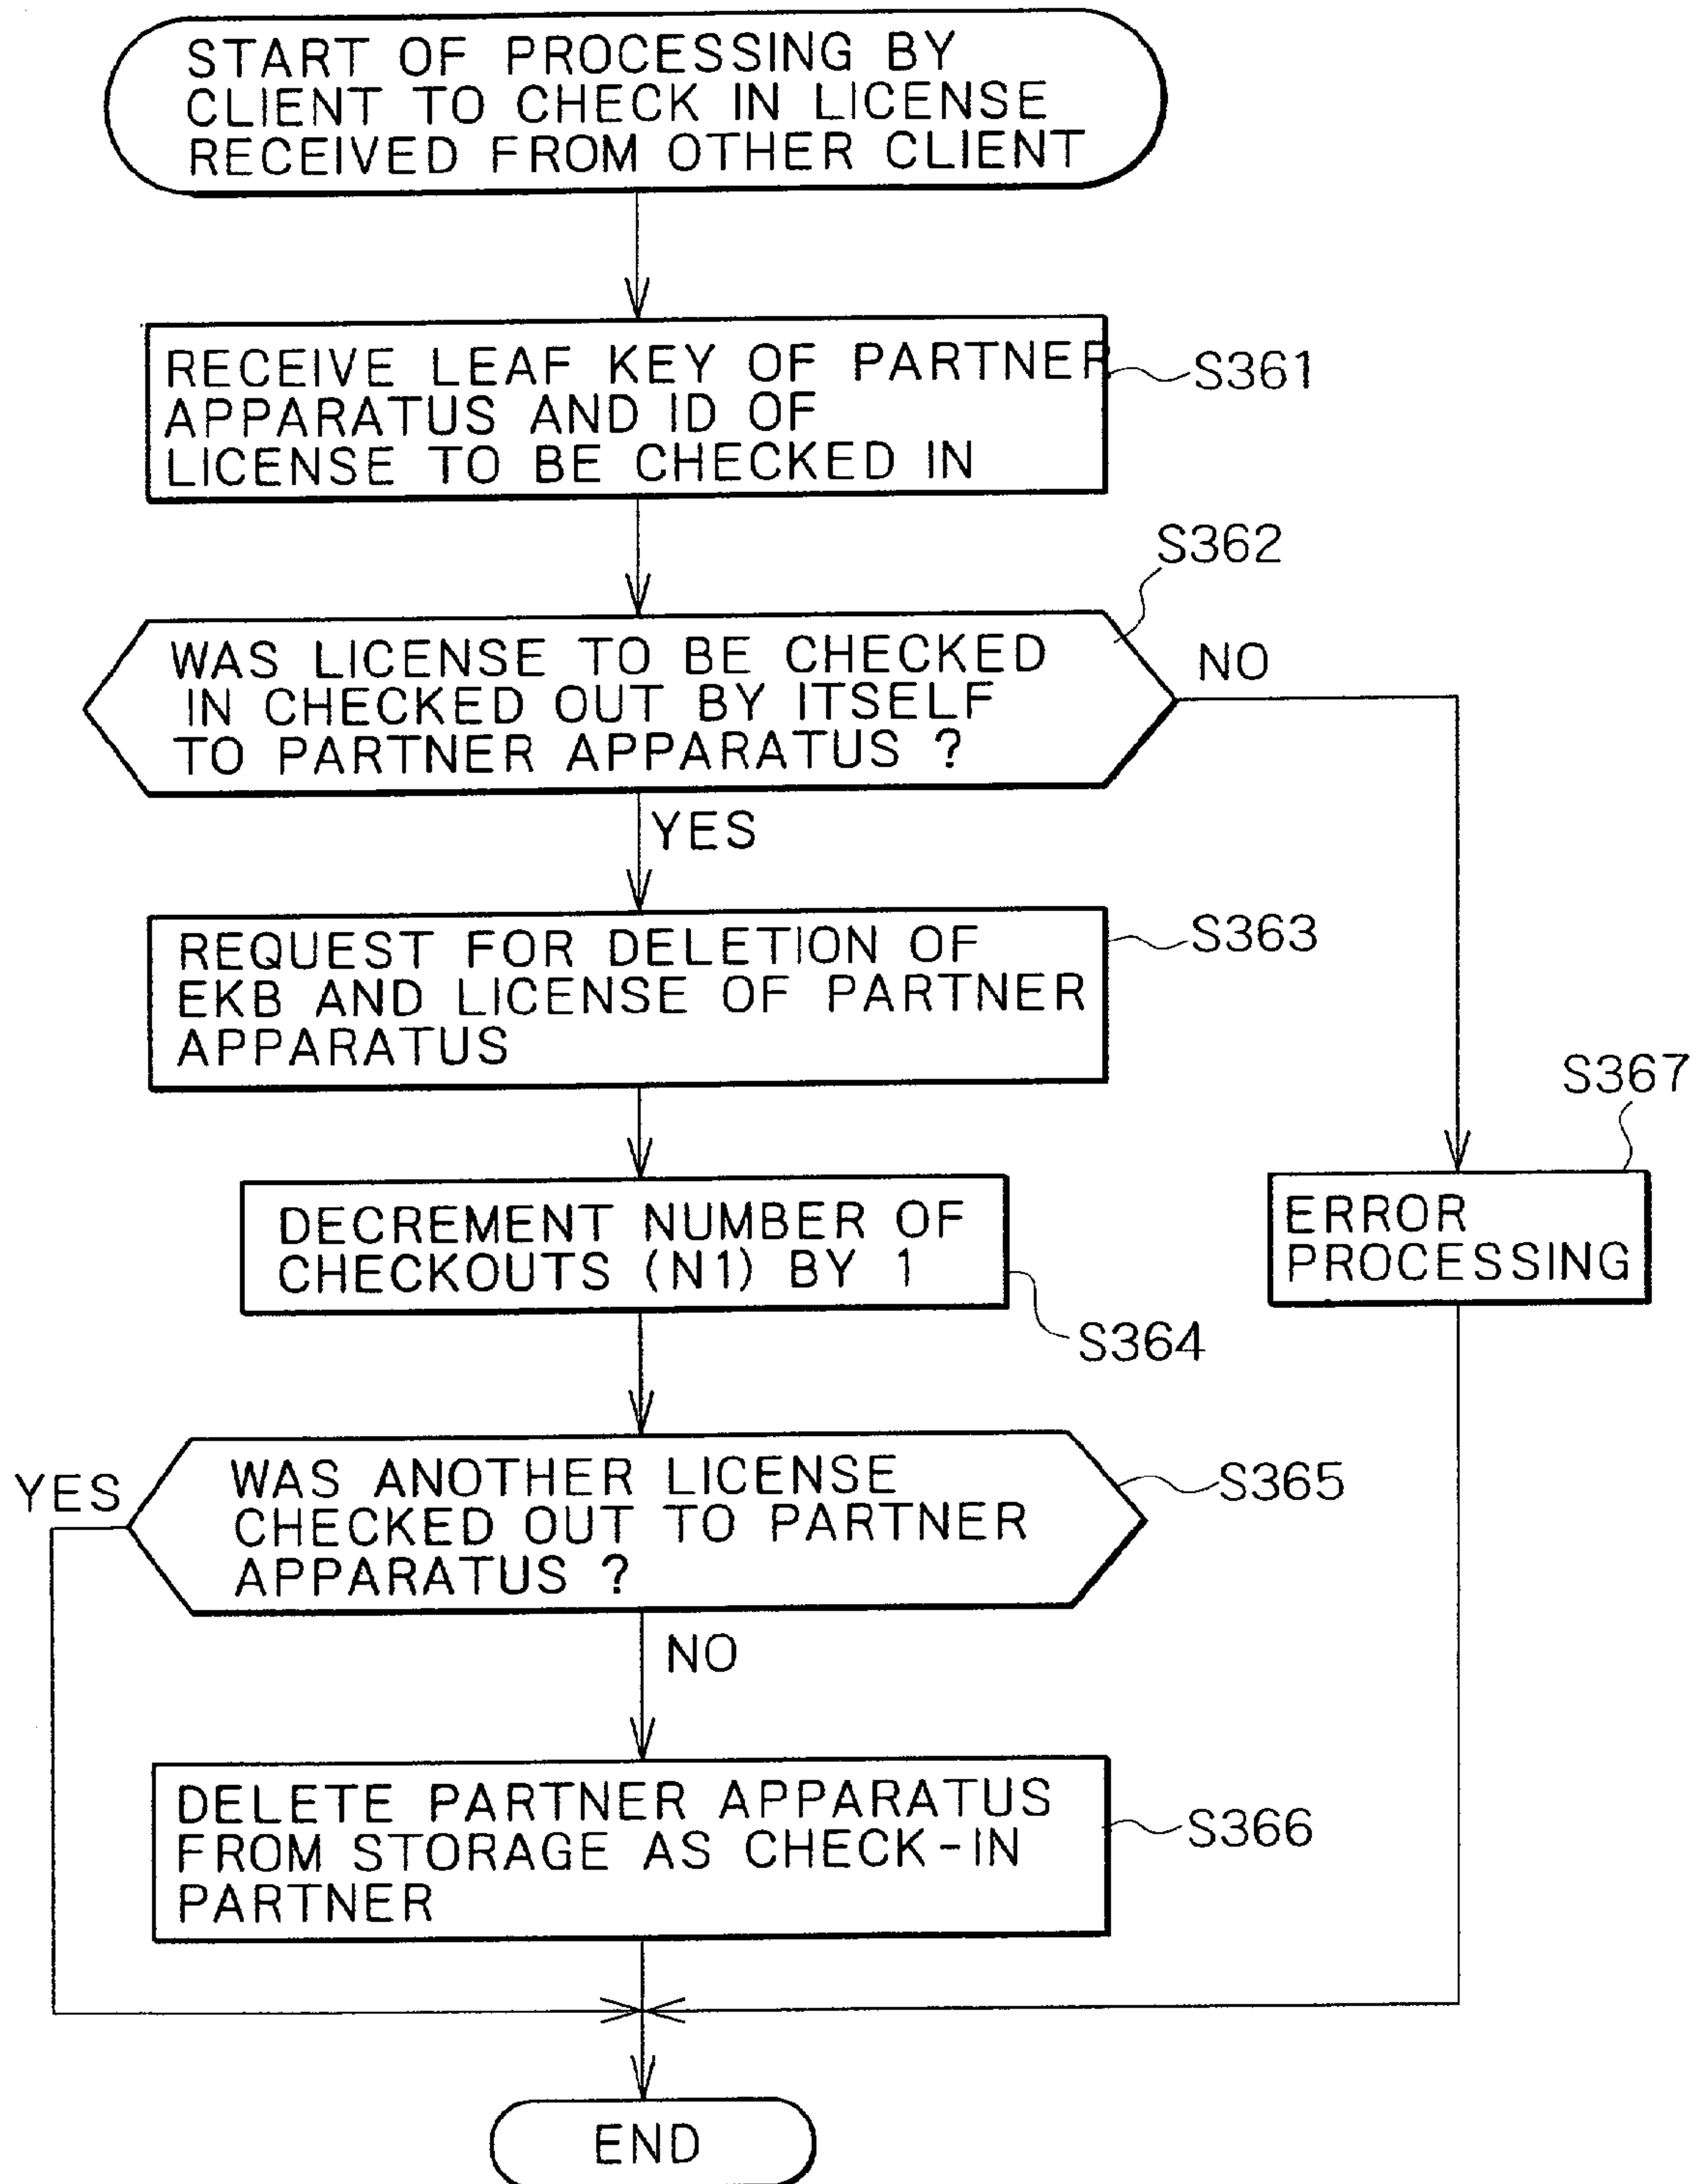 START OF PROCESSING BY
CLIENT TO CHECK IN LICENSE
RECEIVED FROM OTHER CLIENT
RECEIVE LEAF KEY OF PARTNER
APPARATUS AND ID OF
LICENSE TO BE CHECKED IN
S361
S362
WAS LICENSE TO BE CHECKED
IN CHECKED OUT BY ITSELF
TO PARTNER APPARATUS ?
NO
YES
REQUEST FOR DELETION OF
EKB AND LICENSE OF PARTNER
APPARATUS
S363
S367
DECREMENT NUMBER OF
CHECKOUTS (N1) BY 1
S364
ERROR
PROCESSING
YES
WAS ANOTHER LICENSE
CHECKED OUT TO PARTNER
APPARATUS ?
S365
NO
DELETE PARTNER APPARATUS
FROM STORAGE AS CHECK-IN
PARTNER
S366
END